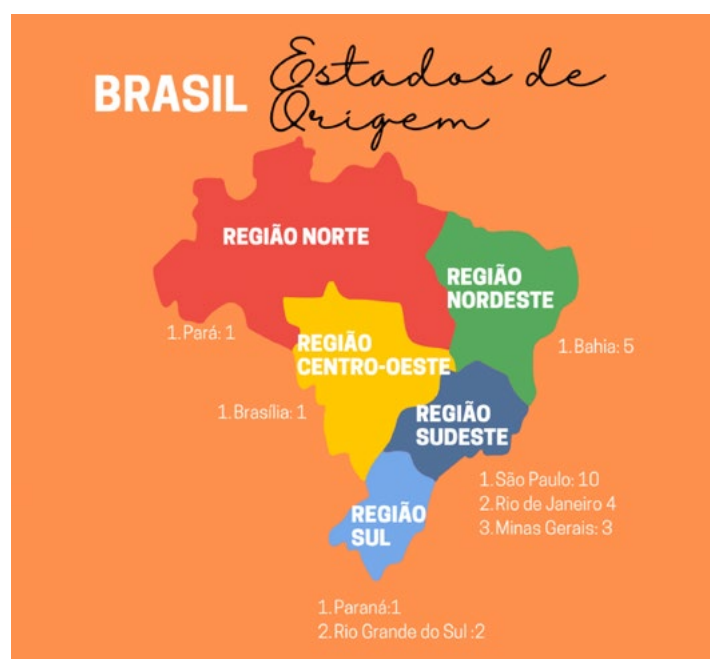 BRASIL Estados de
Origem
REGIÃO NORTE
REGIÃO
NORDESTE
1.Pará: 1
REGIÃO
CENTRO-OESTE
1.Bahia: 5
1.Brasília: 1
REGIÃO
SUDESTE
1.São Paulo: 10
2.Rio de Janeiro 4
3.Minas Gerais: 3
REGIÃO
SUL
1.Paraná:1
2.Rio Grande do Sul :2